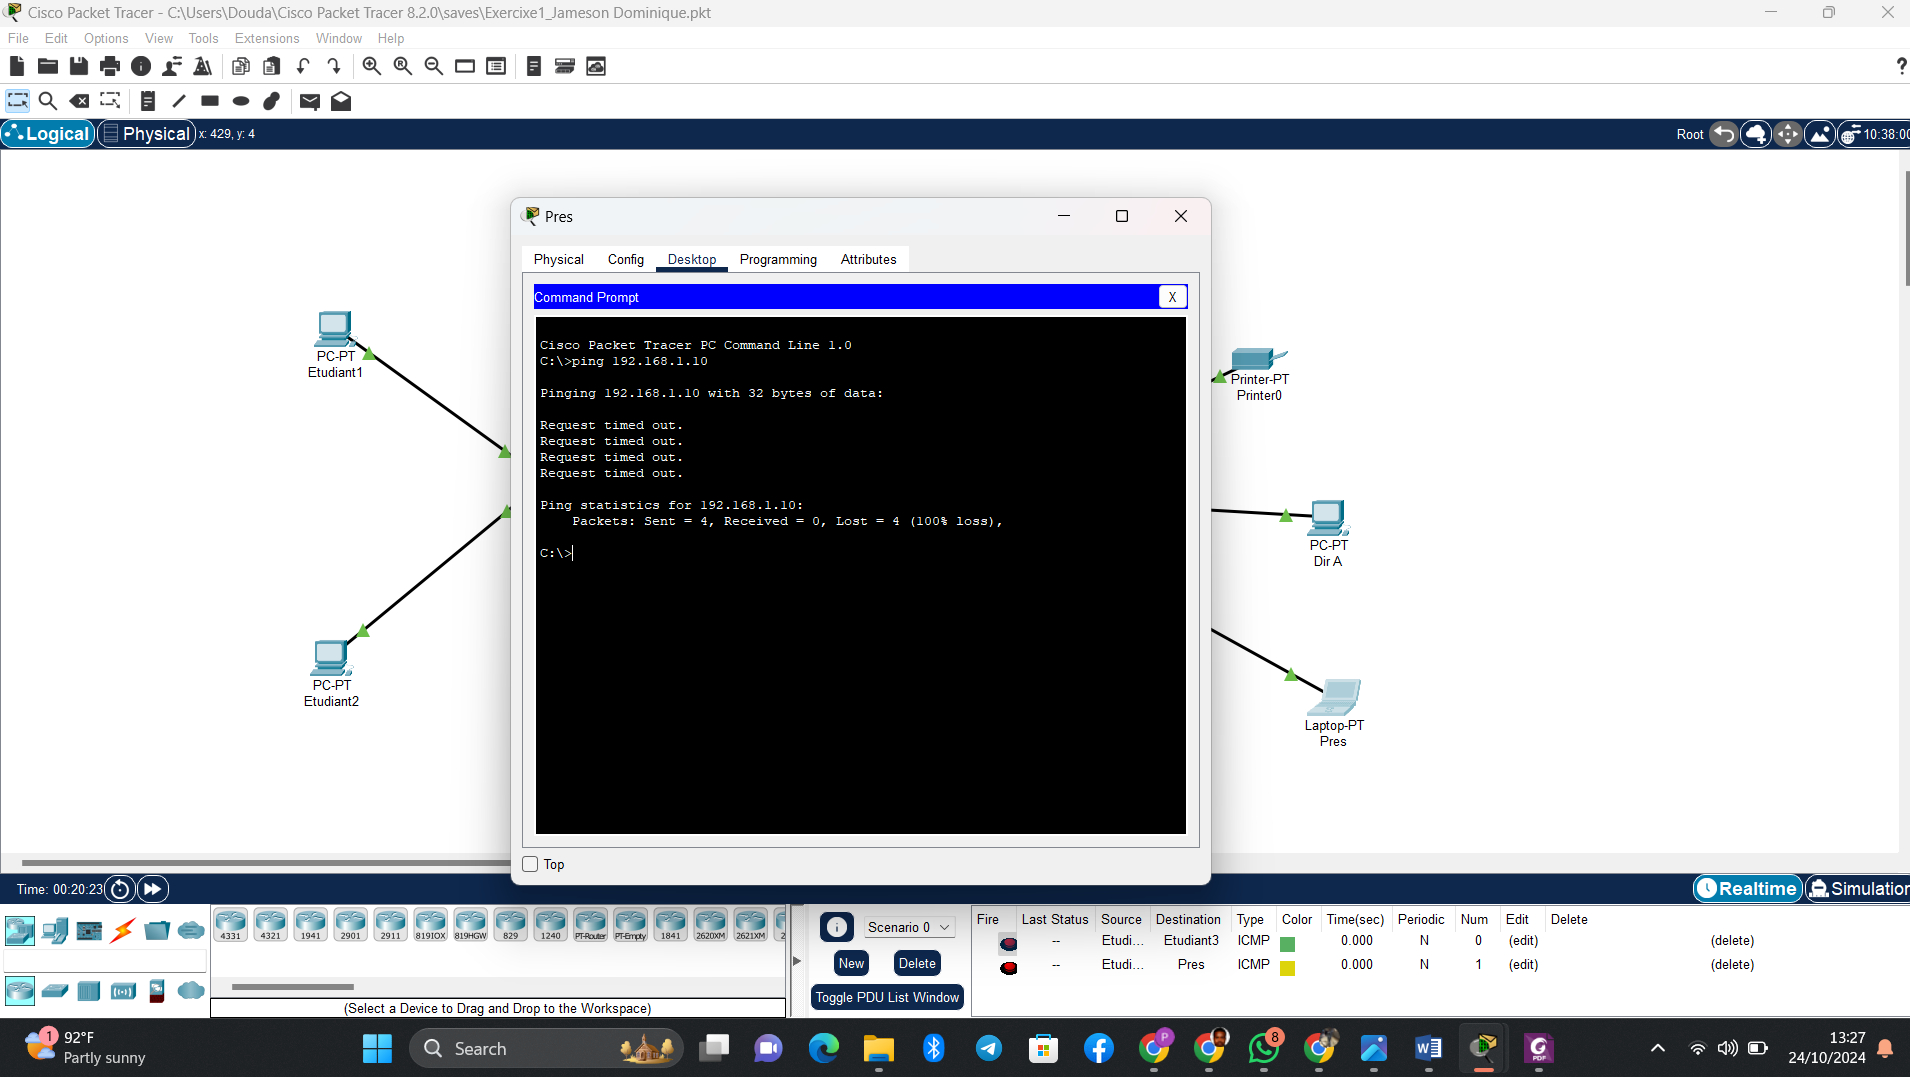 Cisco Packet Tracer - C:\Users\Douda\Cisco Packet Tracer 8.2.0\saves\Exercixe1_Jameson Dominique.pkt
File Edit Options View Tools Extensions Window Help
?
Logical Physical x: 429, y: 4 Root 10:38:00
Pres
Physical Config Desktop Programming Attributes
Command Prompt X
Cisco Packet Tracer PC Command Line 1.0
C:\>ping 192.168.1.10
Pinging 192.168.1.10 with 32 bytes of data:
Request timed out.
Request timed out.
Request timed out.
Request timed out.
Ping statistics for 192.168.1.10:
Packets: Sent = 4, Received = 0, Lost = 4 (100% loss),
C:\>
Top
PC-PT
Etudiant1
PC-PT
Etudiant2
Printer-PT
Printer0
PC-PT
Dir A
Laptop-PT
Pres
Time: 00:20:23 Realtime Simulation
4331 4321 1941 2901 2911 819IOX 819HGW 829 1240 PT-Router PT-Empty 1841 2620XM 2621XM 2
(Select a Device to Drag and Drop to the Workspace)
Scenario 0
New Delete
Toggle PDU List Window
Fire Last Status Source Destination Type Color Time(sec) Periodic Num Edit Delete
-- Etudi... Etudiant3 ICMP 0.000 N 0 (edit) (delete)
-- Etudi... Pres ICMP 0.000 N 1 (edit) (delete)
1
92°F
Partly sunny
Search
P
8
PDF
13:27
24/10/2024